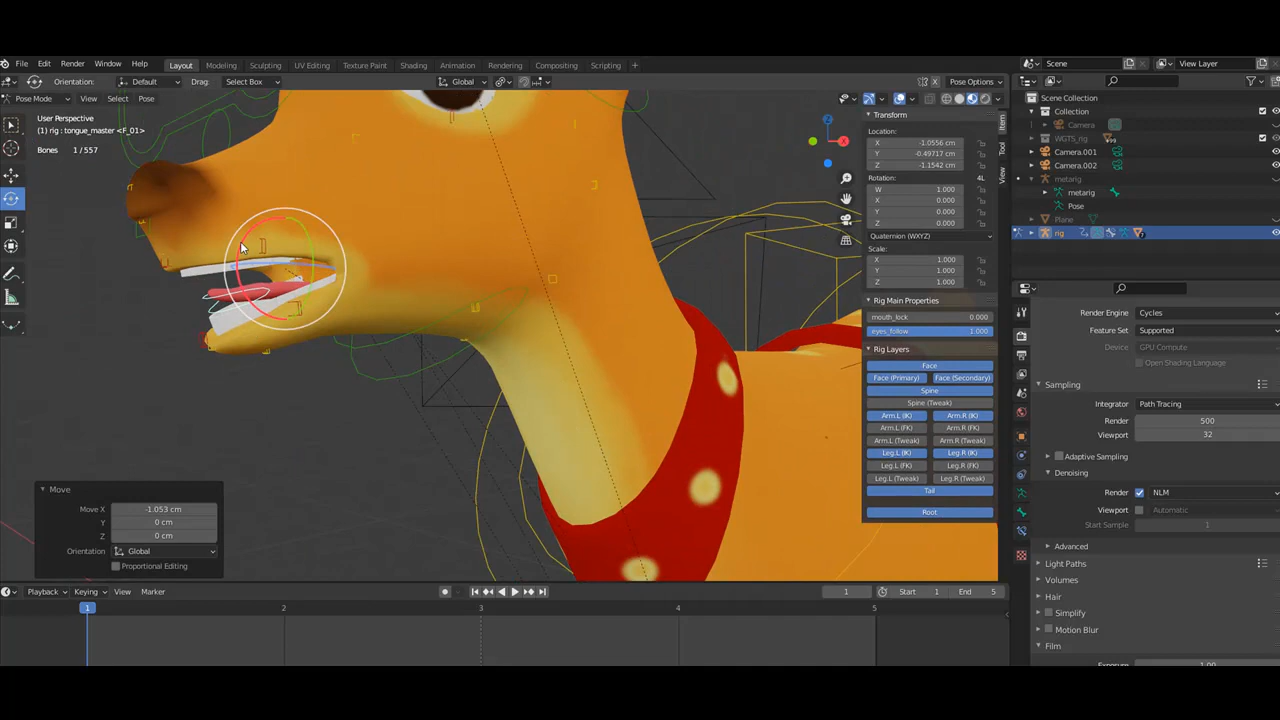 File Edit Render Window Help Layout Modeling Sculpting UV Editing Texture Paint Shading Animation Rendering Compositing Scripting + Scene View Layer
Orientation: Default Drag: Select Box Global Pose Options
Pose Mode View Select Pose
User Perspective
(1) rig : tongue_master <F_01>
Bones 1 / 557
Transform
Location:
X -1.0556 cm
Y -0.49717 cm
Z -1.1542 cm
Rotation: 4L
W 1.000
X 0.000
Y 0.000
Z 0.000
Quaternion (WXYZ)
Scale:
X 1.000
Y 1.000
Z 1.000
Rig Main Properties
mouth_lock 0.000
eyes_follow 1.000
Rig Layers
Face
Face (Primary) Face (Secondary)
Spine
Spine (Tweak)
Arm.L (IK) Arm.R (IK)
Arm.L (FK) Arm.R (FK)
Arm.L (Tweak) Arm.R (Tweak)
Leg.L (IK) Leg.R (IK)
Leg.L (FK) Leg.R (FK)
Leg.L (Tweak) Leg.R (Tweak)
Tail
Root
Item
Tool
View
X
Scene Collection
Collection
Camera
WGTS_rig
Camera.001
Camera.002
metarig
metarig
Pose
Plane
rig
Render Engine Cycles
Feature Set Supported
Device GPU Compute
Open Shading Language
Sampling
Integrator Path Tracing
Render 500
Viewport 32
Adaptive Sampling
Denoising
Render NLM
Viewport Automatic
Start Sample 1
Advanced
Light Paths
Volumes
Hair
Simplify
Motion Blur
Film
Exposure 1.00
Move
Move X -1.053 cm
Y 0 cm
Z 0 cm
Orientation Global
Proportional Editing
Playback Keying View Marker 1 Start 1 End 5
1 2 3 4 5